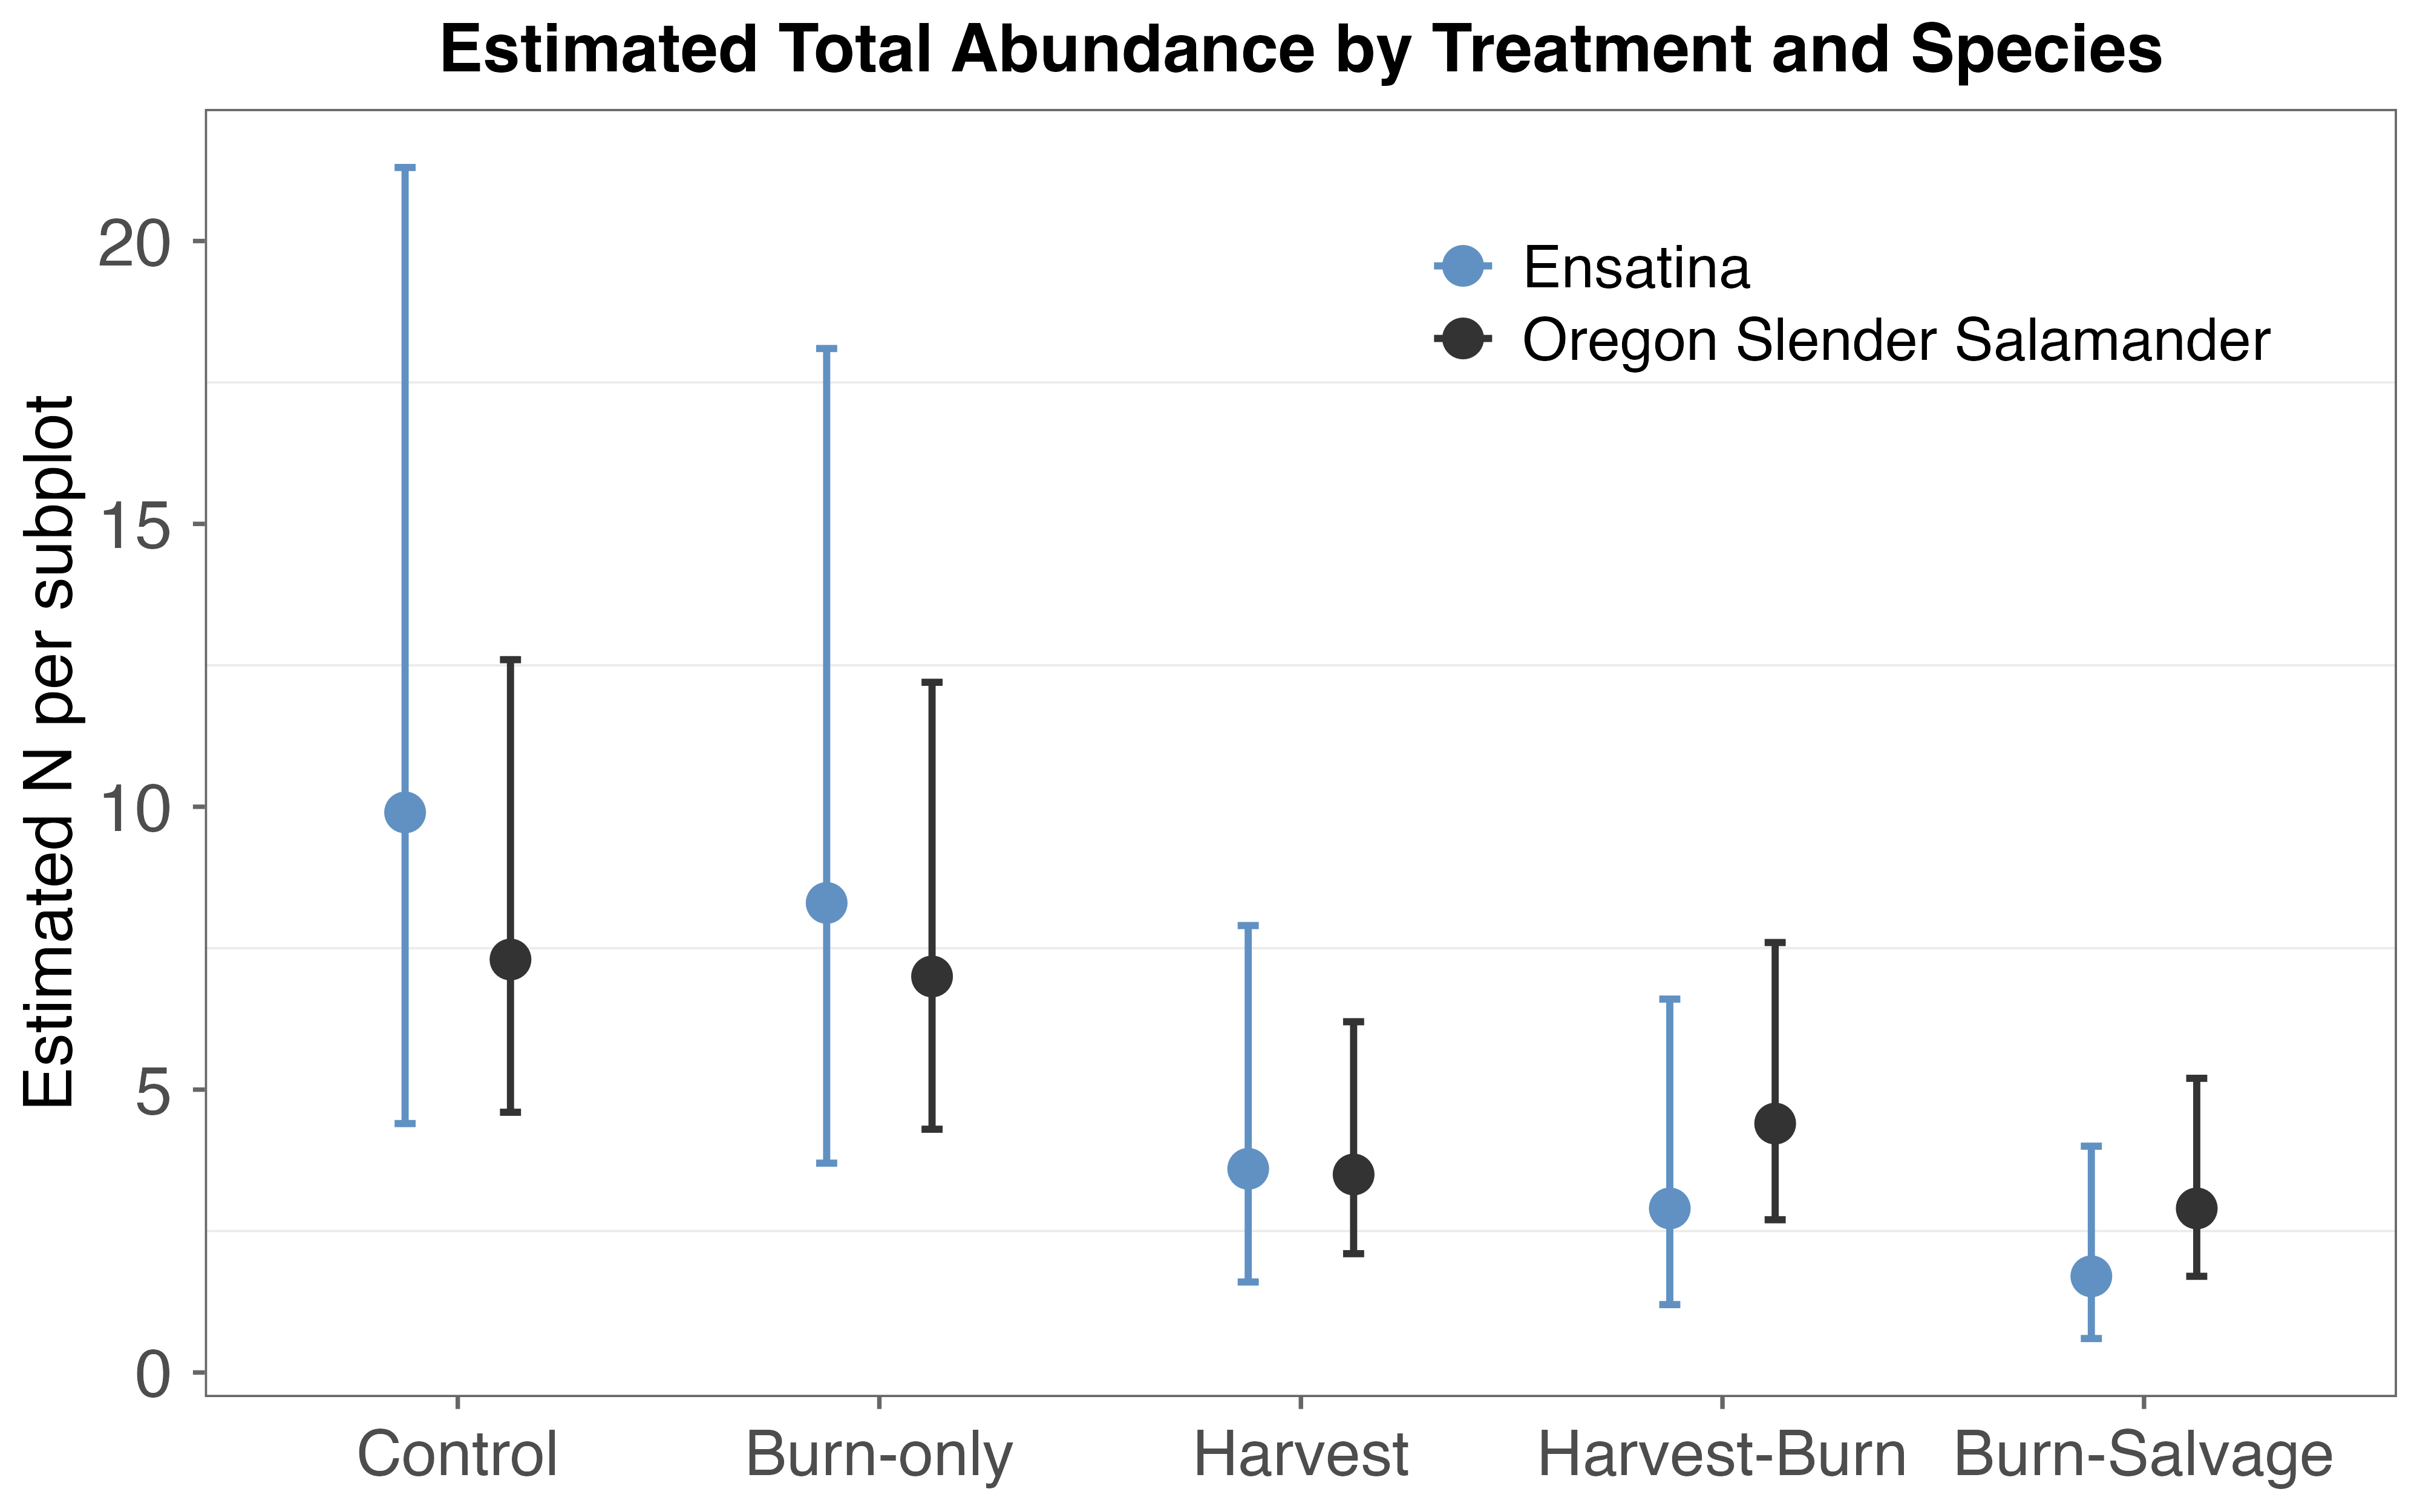 Estimated Total Abundance by Treatment and Species
Estimated N per subplot
20
15
10
5
0
Ensatina
Oregon Slender Salamander
Control
Burn-only
Harvest
Harvest-Burn
Burn-Salvage